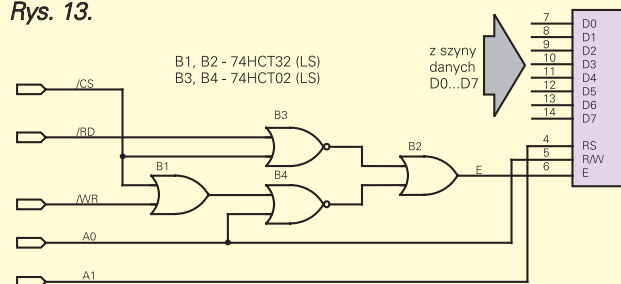 Rys. 13.
B1, B2 - 74HCT32 (LS)
B3, B4 - 74HCT02 (LS)
z szyny
danych
D0...D7
7 D0
8 D1
9 D2
10 D3
11 D4
12 D5
13 D6
14 D7
4 RS
5 R/W
6 E
/CS
/RD
/WR
A0
A1
B1
B3
B4
B2
E